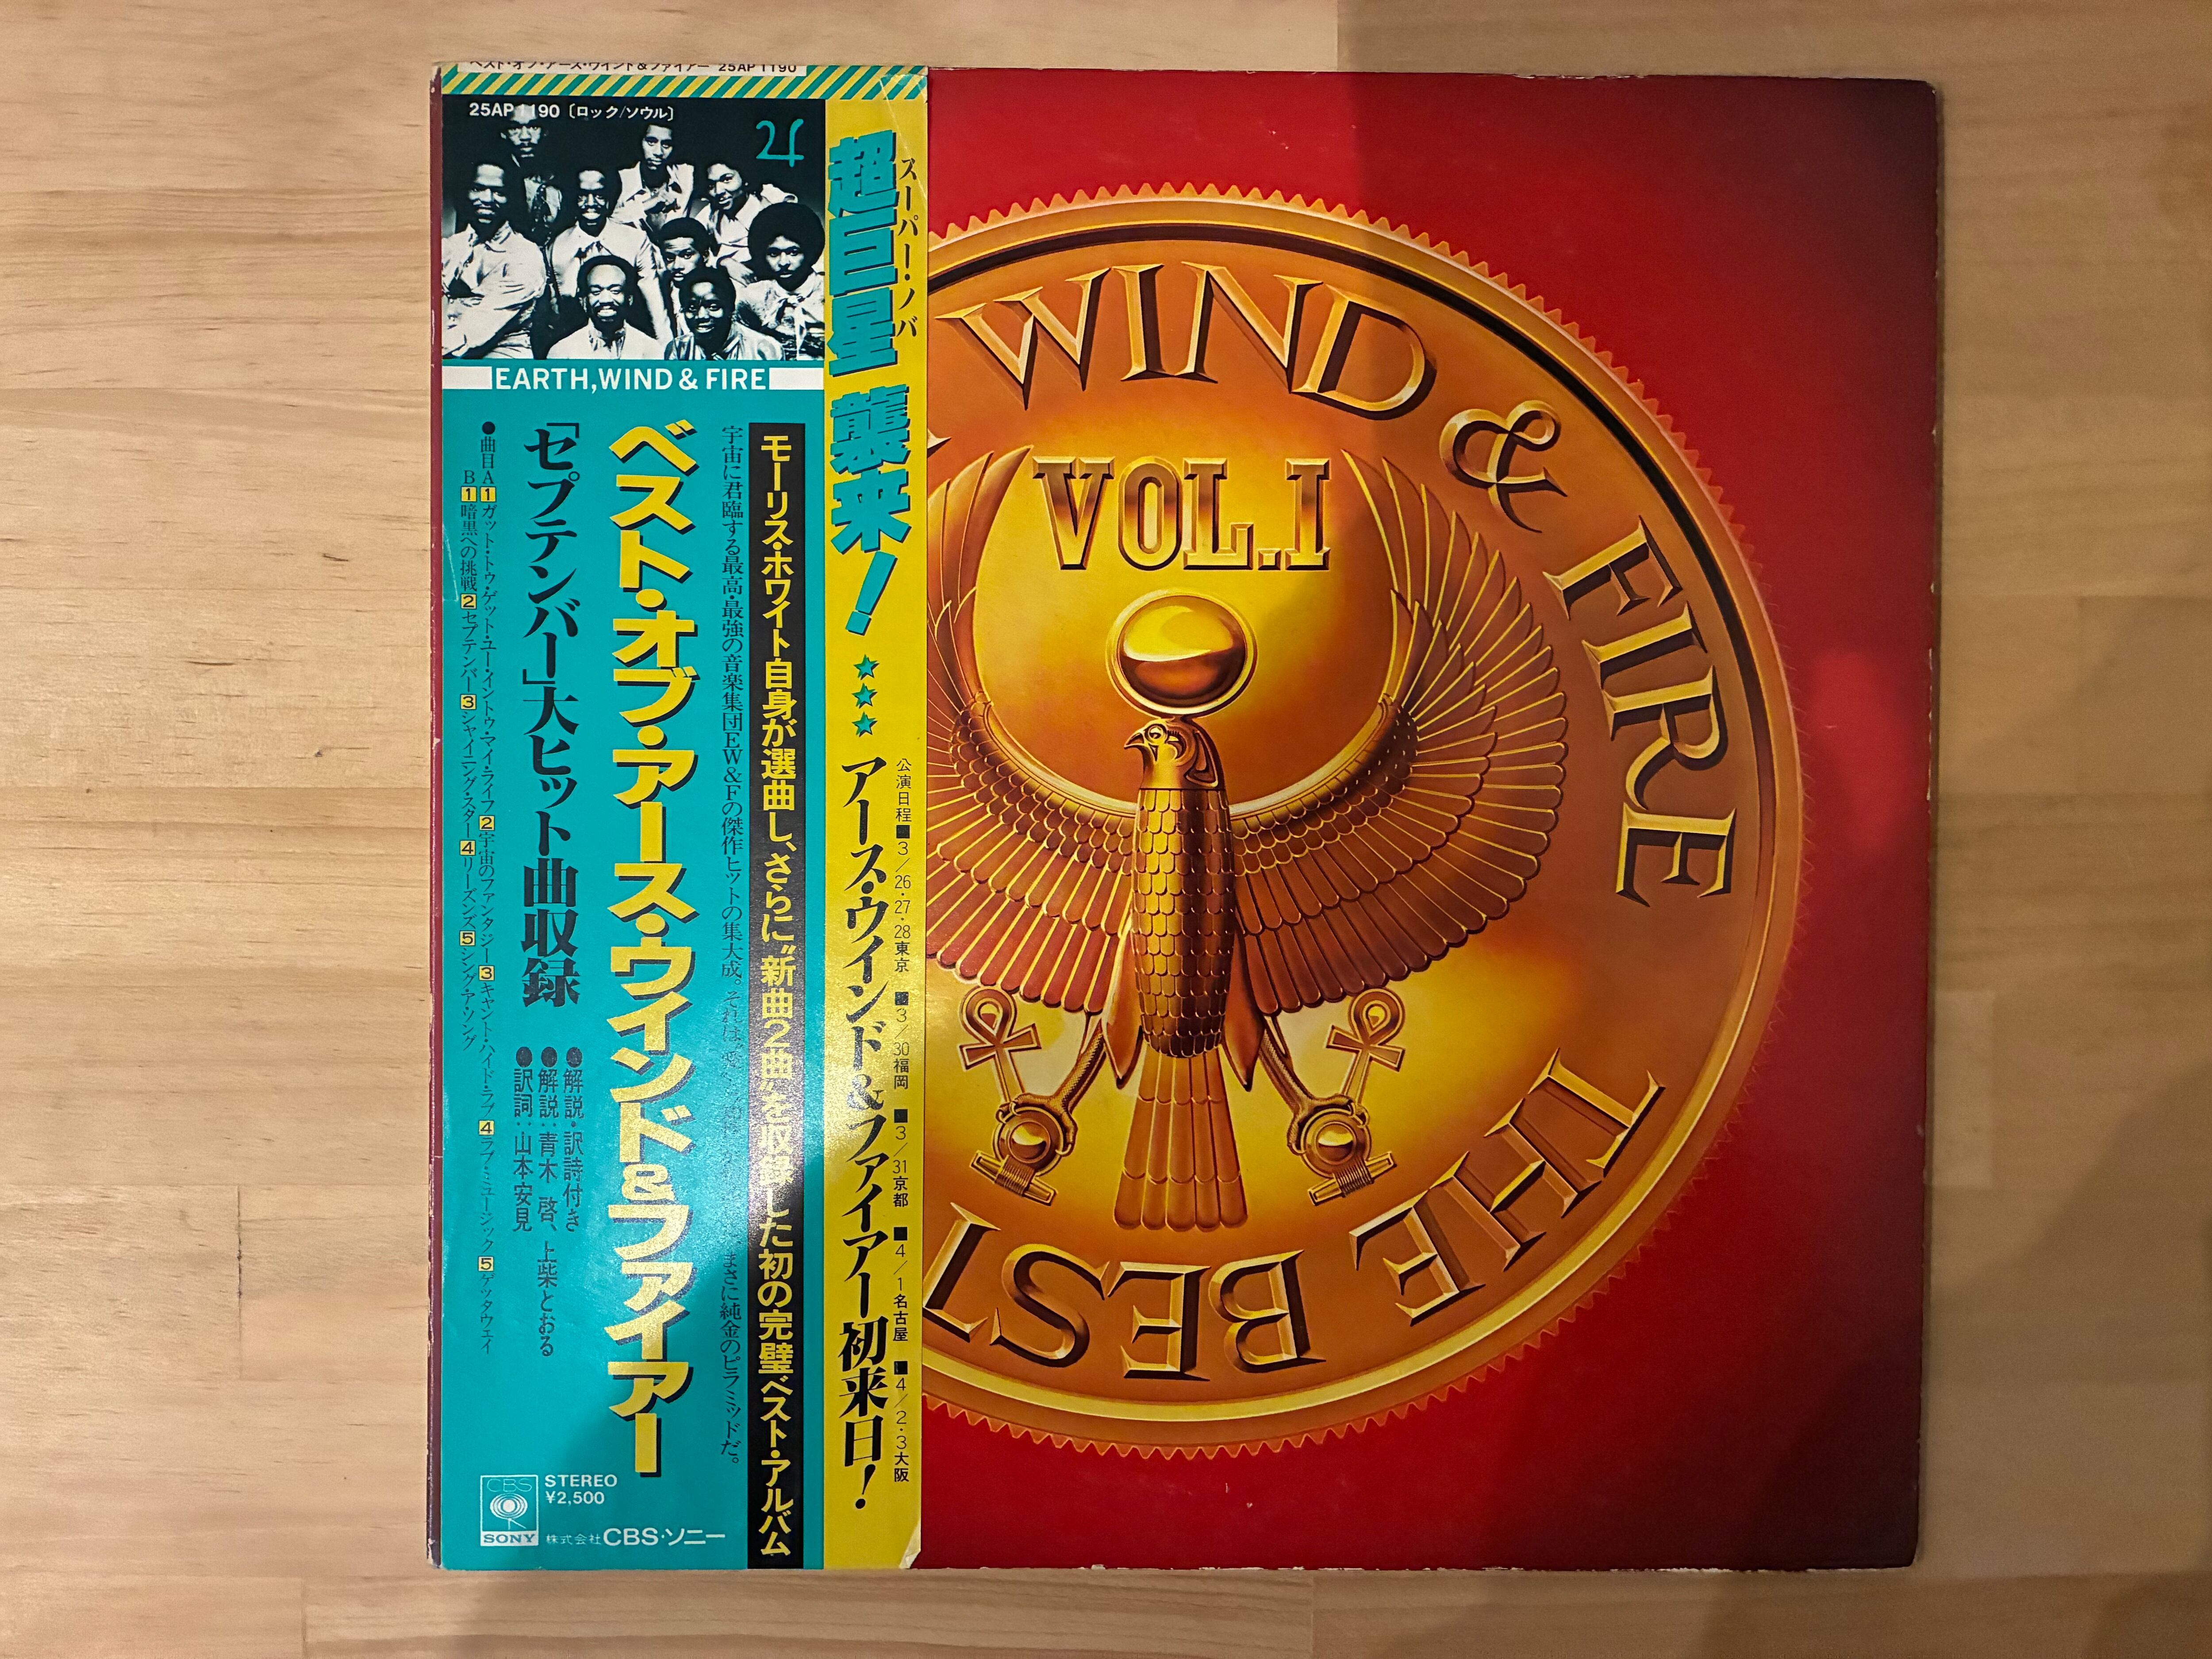 ベスト・オブ・アース・ウインド&ファイアー 25AP 1190
25AP 1190〔ロック/ソウル〕
EARTH,WIND & FIRE
スーパー・ノバ
超巨星 襲来!
★★★
アース・ウインド&ファイアー初来日!
公演日程■3/26・27・28東京 ■3/30福岡 ■3/31京都 ■4/1名古屋 ■4/2・3大阪
モーリス・ホワイト自身が選曲し、さらに“新曲2曲”を収録した初の完璧ベスト・アルバム
宇宙に君臨する最高・最強の音楽集団EW&Fの傑作ヒットの集大成。それは、 まさに純金のピラミッドだ。
ベスト・オブ・アース・ウインド&ファイアー
「セプテンバー」大ヒット曲収録
●解説・訳詩付き
●解説：青木 啓、上柴とおる
●訳詞：山本安見
●曲目A1ガット・トゥ・ゲット・ユー・イントゥ・マイ・ライフ2宇宙のファンタジー3キャント・ハイド・ラブ4ラブ・ミュージック5ゲッタウェイ
B1暗黒への挑戦2セプテンバー3シャイニング・スター4リーズンズ5シング・ア・ソング
CBS
SONY
STEREO
¥2,500
株式会社CBS・ソニー
WIND & FIRE
VOL.I
THE BEST